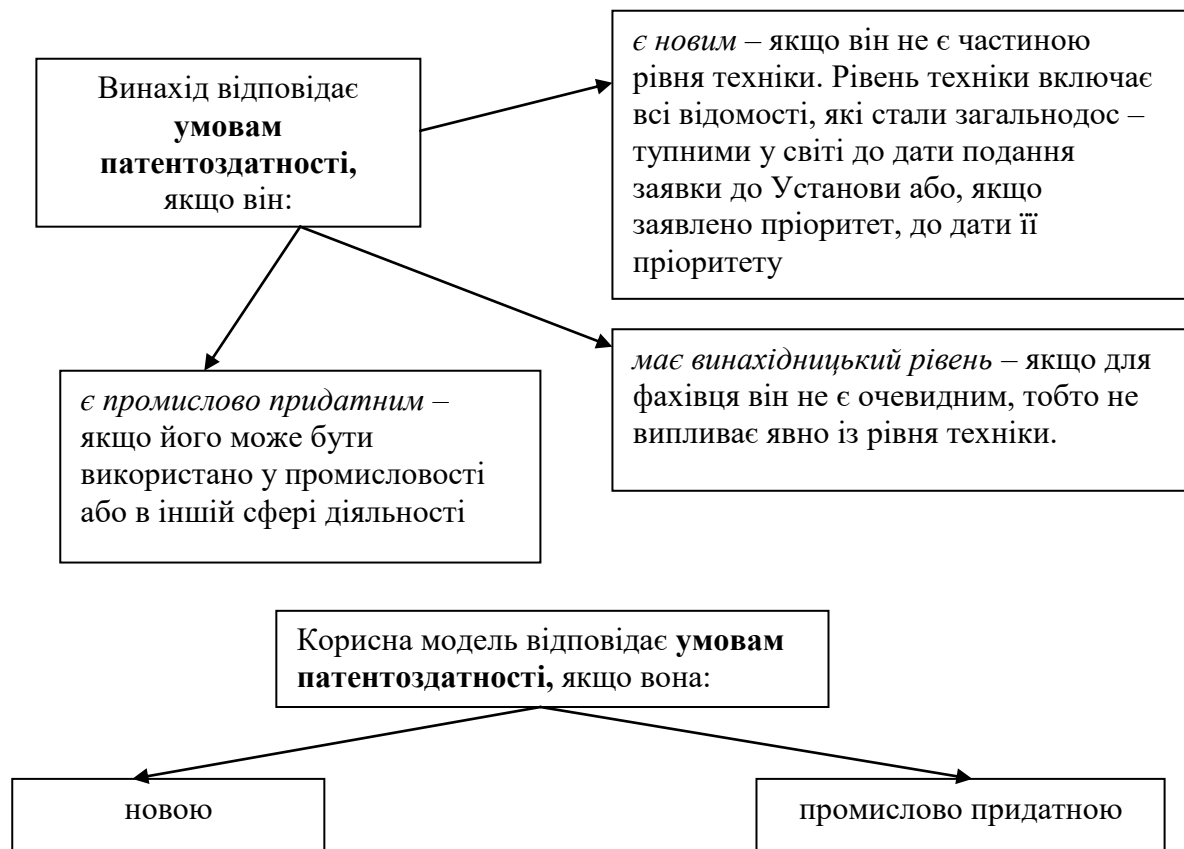 Винахід відповідає
умовам
патентоздатності,
якщо він:
є новим – якщо він не є частиною
рівня техніки. Рівень техніки включає
всі відомості, які стали загальнодос –
тупними у світі до дати подання
заявки до Установи або, якщо
заявлено пріоритет, до дати її
пріоритету
має винахідницький рівень – якщо для
фахівця він не є очевидним, тобто не
випливає явно із рівня техніки.
є промислово придатним –
якщо його може бути
використано у промисловості
або в іншій сфері діяльності
Корисна модель відповідає умовам
патентоздатності, якщо вона:
новою
промислово придатною